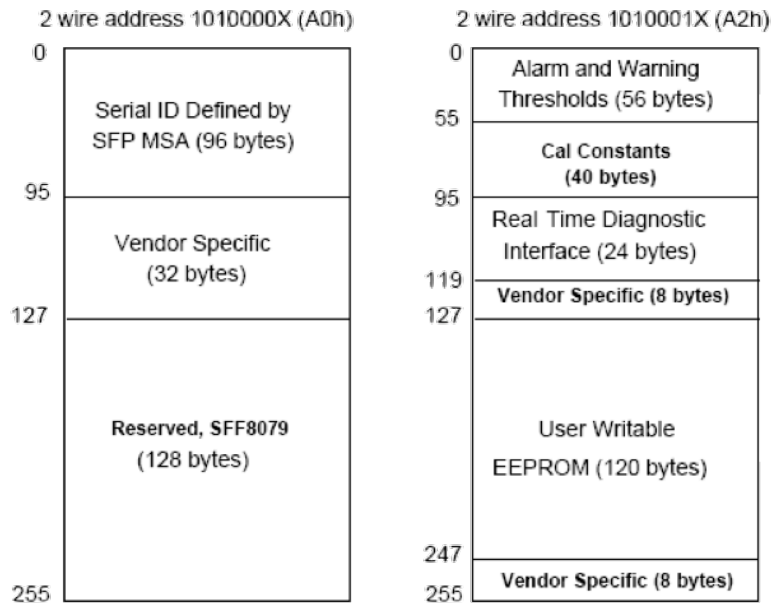 2 wire address 1010000X (A0h)
0
Serial ID Defined by
SFP MSA (96 bytes)
95
Vendor Specific
(32 bytes)
127
Reserved, SFF8079
(128 bytes)
255
2 wire address 1010001X (A2h)
0
Alarm and Warning
Thresholds (56 bytes)
55
Cal Constants
(40 bytes)
95
Real Time Diagnostic
Interface (24 bytes)
119
Vendor Specific (8 bytes)
127
User Writable
EEPROM (120 bytes)
247
Vendor Specific (8 bytes)
255